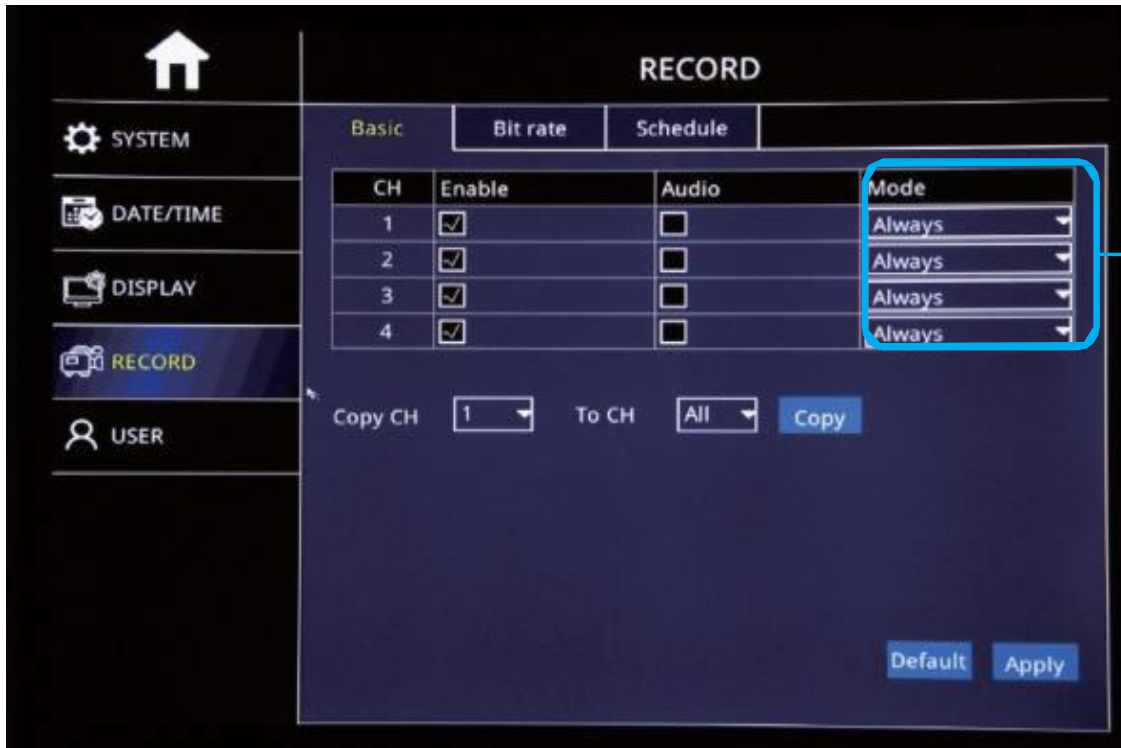 RECORD
SYSTEM
DATE/TIME
DISPLAY
RECORD
USER
Basic Bit rate Schedule
CH Enable Audio Mode
1 Always
2 Always
3 Always
4 Always
Copy CH 1 To CH All Copy
Default Apply